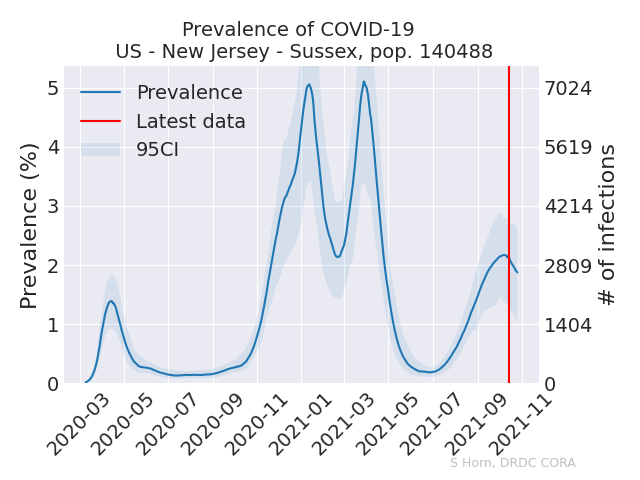 Prevalence of COVID-19
US - New Jersey - Sussex, pop. 140488
Prevalence
Latest data
95CI
Prevalence (%)
5
4
3
2
1
0
7024
5619
4214
2809
1404
0
# of infections
2020-03
2020-05
2020-07
2020-09
2020-11
2021-01
2021-03
2021-05
2021-07
2021-09
2021-11
S Horn, DRDC CORA